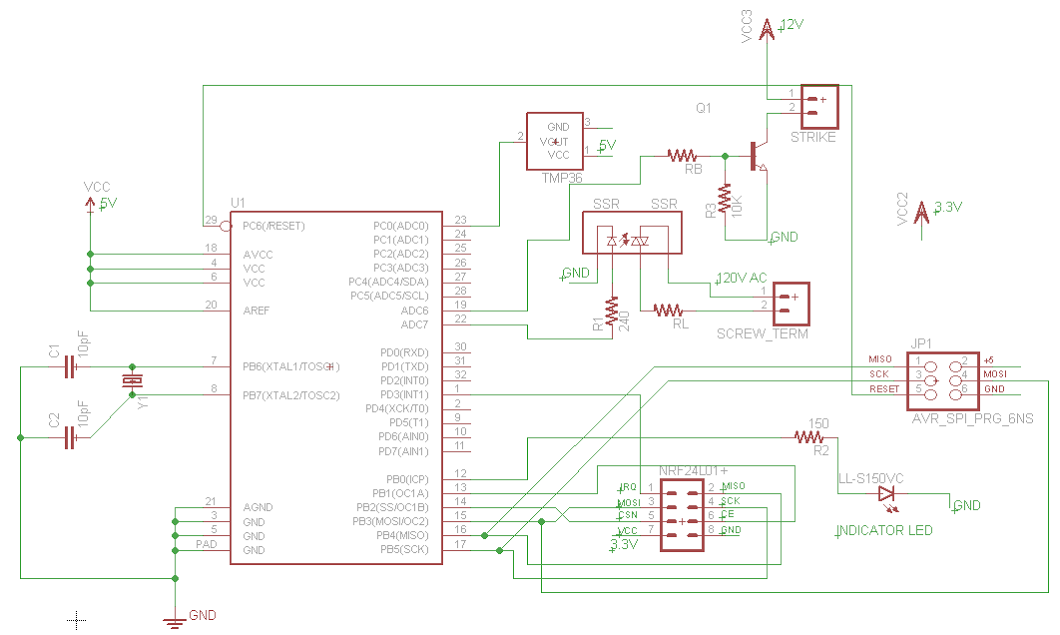 VCC3
12V
1
2
STRIKE
Q1
GND
3
2
VOUT
VCC
1
5V
TMP36
RB
R3
10K
GND
VCC2
3.3V
VCC
5V
U1
SSR
SSR
GND
R1
240
120V AC
1
2
RL
SCREW_TERM
29
PC6(/RESET)
18
AVCC
4
VCC
6
VCC
20
AREF
7
PB6(XTAL1/TOSC1)
8
PB7(XTAL2/TOSC2)
21
AGND
3
GND
5
GND
PAD
GND
PC0(ADC0)
23
PC1(ADC1)
24
PC2(ADC2)
25
PC3(ADC3)
26
PC4(ADC4/SDA)
27
PC5(ADC5/SCL)
28
ADC6
19
ADC7
22
PD0(RXD)
30
PD1(TXD)
31
PD2(INT0)
32
PD3(INT1)
1
PD4(XCK/T0)
2
PD5(T1)
9
PD6(AIN0)
10
PD7(AIN1)
11
PB0(ICP)
12
PB1(OC1A)
13
PB2(SS/OC1B)
14
PB3(MOSI/OC2)
15
PB4(MISO)
16
PB5(SCK)
17
C1
10pF
C2
10pF
Y1
GND
JP1
MISO
1
2
+5
SCK
3
4
MOSI
RESET
5
6
GND
AVR_SPI_PRG_6NS
150
R2
LL-S150VC
GND
INDICATOR LED
NRF24L01+
IRQ
1
2
MISO
MOSI
3
4
SCK
CSN
5
6
CE
VCC
7
8
GND
3.3V